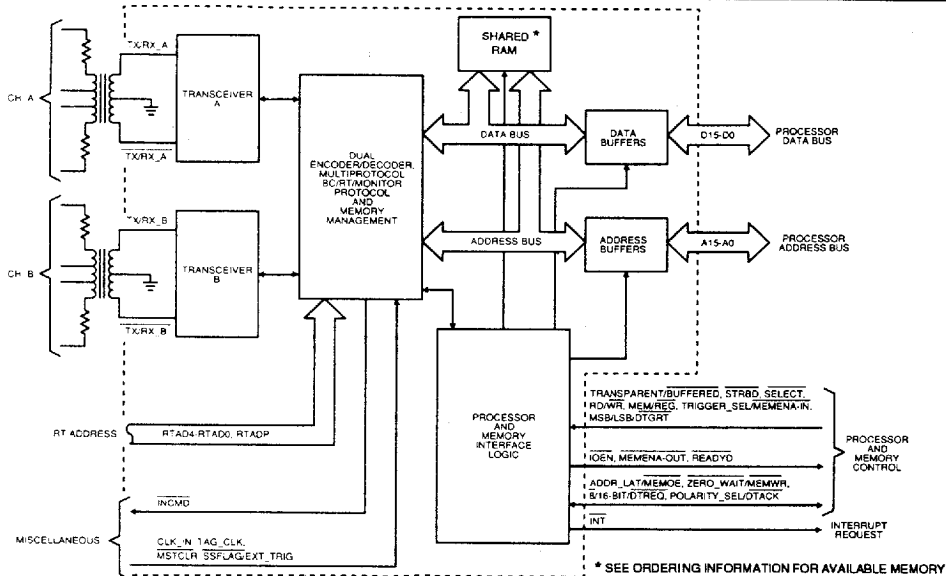 SHARED *
RAM
TX/RX_A
CH. A
TRANSCEIVER
A
TX/RX_A
DATA BUS
DATA
BUFFERS
D15-D0
PROCESSOR
DATA BUS
DUAL
ENCODER/DECODER,
MULTIPROTOCOL
BC/RT/MONITOR
PROTOCOL
AND
MEMORY
MANAGEMENT
TX/RX_B
CH. B
TRANSCEIVER
B
TX/RX_B
ADDRESS BUS
ADDRESS
BUFFERS
A15-A0
PROCESSOR
ADDRESS BUS
PROCESSOR
AND
MEMORY
INTERFACE
LOGIC
TRANSPARENT/BUFFERED, STRBD, SELECT,
RD/WR, MEM/REG, TRIGGER_SEL/MEMENA-IN,
MSB/LSB/DTGRT
IOEN, MEMENA-OUT, READYD
ADDR_LAT/MEMOE, ZERO_WAIT/MEMWR,
8/16-BIT/DTREQ, POLARITY_SEL/DTACK
INT
PROCESSOR
AND
MEMORY
CONTROL
INTERRUPT
REQUEST
RT ADDRESS
RTAD4-RTAD0, RTADP
INCMD
MISCELLANEOUS
CLK_IN, TAG_CLK,
MSTCLR, SSFLAG/EXT_TRIG
* SEE ORDERING INFORMATION FOR AVAILABLE MEMORY